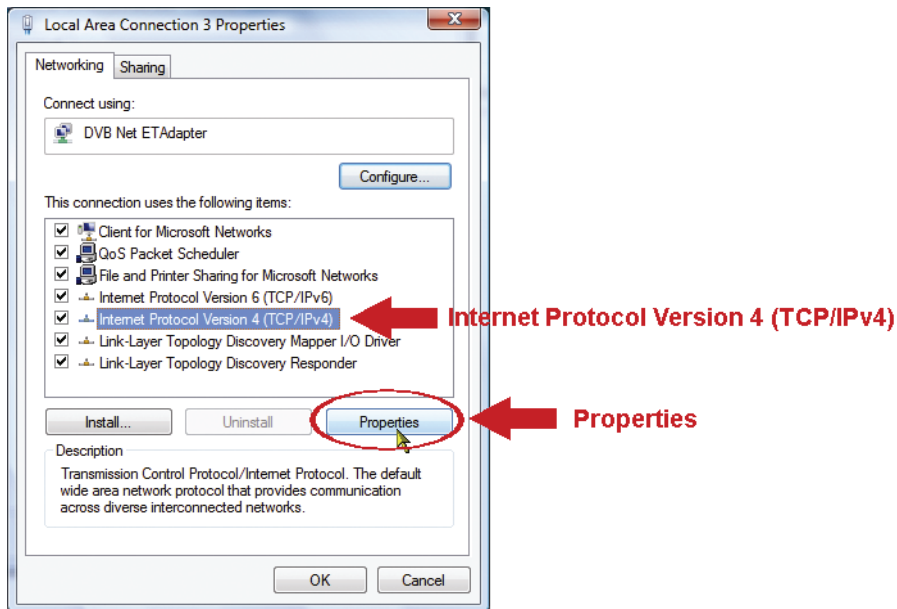 Local Area Connection 3 Properties
Networking
Sharing
Connect using:
DVB Net ETAdapter
Configure...
This connection uses the following items:
Client for Microsoft Networks
QoS Packet Scheduler
File and Printer Sharing for Microsoft Networks
Internet Protocol Version 6 (TCP/IPv6)
Internet Protocol Version 4 (TCP/IPv4)
Internet Protocol Version 4 (TCP/IPv4)
Link-Layer Topology Discovery Mapper I/O Driver
Link-Layer Topology Discovery Responder
Install...
Uninstall
Properties
Properties
Description
Transmission Control Protocol/Internet Protocol. The default
wide area network protocol that provides communication
across diverse interconnected networks.
OK
Cancel